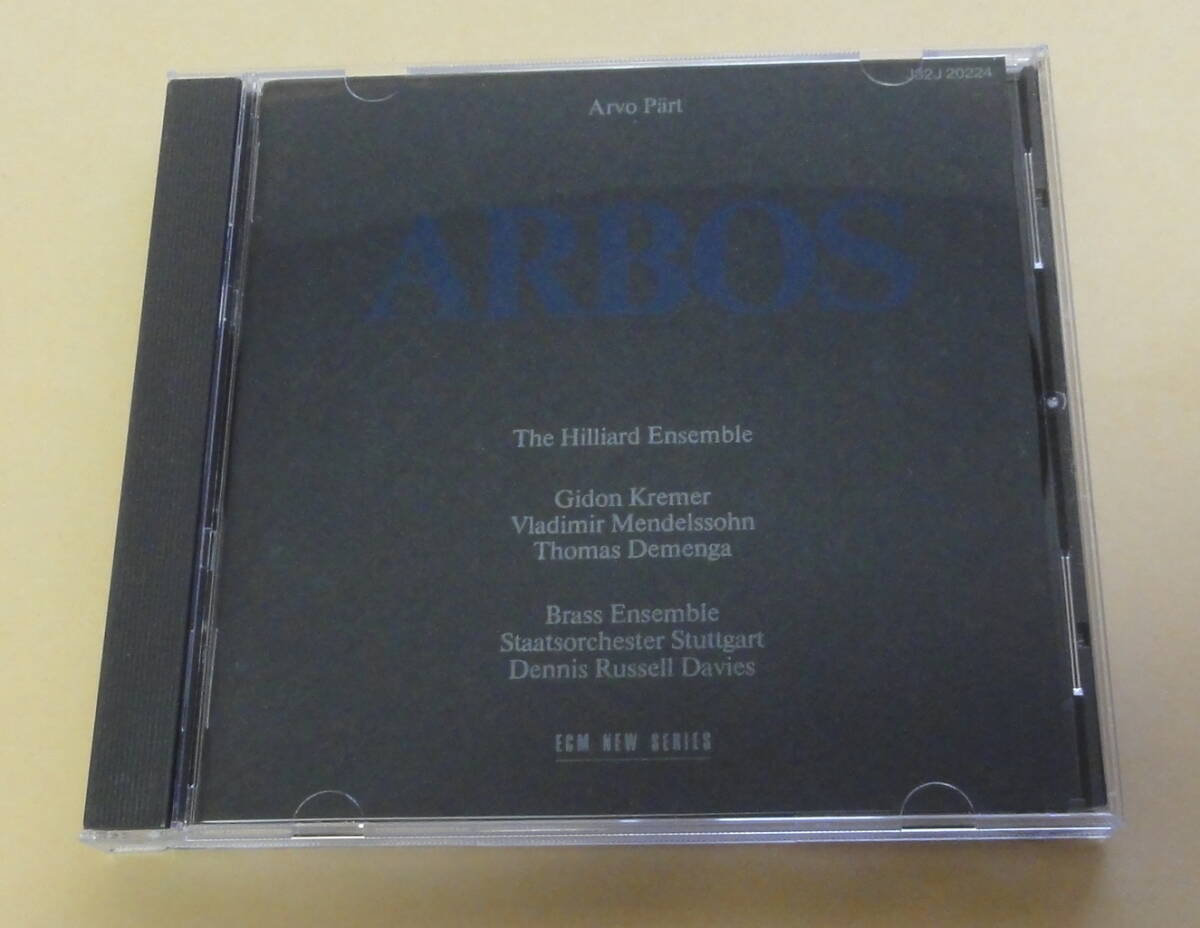 J32J 20224
Arvo Pärt
ARBOS
The Hilliard Ensemble
Gidon Kremer
Vladimir Mendelssohn
Thomas Demenga
Brass Ensemble
Staatsorchester Stuttgart
Dennis Russell Davies
ECM NEW SERIES